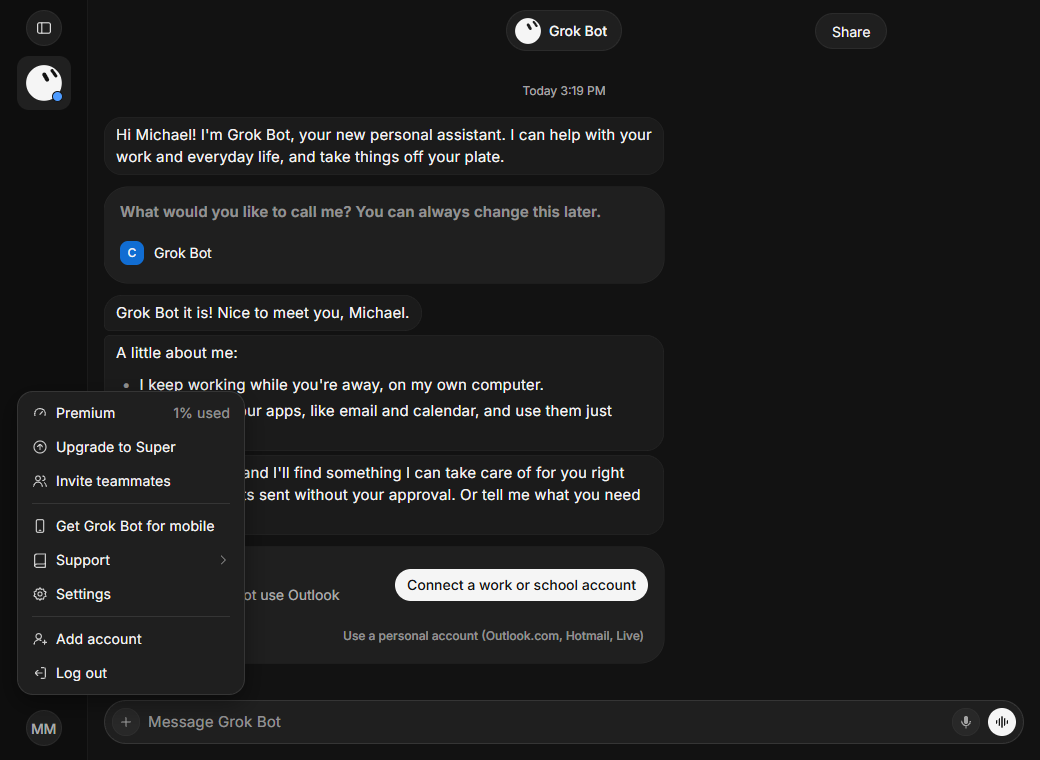 Grok Bot
Share
Today 3:19 PM
Hi Michael! I'm Grok Bot, your new personal assistant. I can help with your
work and everyday life, and take things off your plate.
What would you like to call me? You can always change this later.
C Grok Bot
Grok Bot it is! Nice to meet you, Michael.
A little about me:
• I keep working while you're away, on my own computer.
apps, like email and calendar, and use them just
and I'll find something I can take care of for you right
sent without your approval. Or tell me what you need
use Outlook
Connect a work or school account
Use a personal account (Outlook.com, Hotmail, Live)
Premium 1% used
Upgrade to Super
Invite teammates
Get Grok Bot for mobile
Support
Settings
Add account
Log out
MM
Message Grok Bot